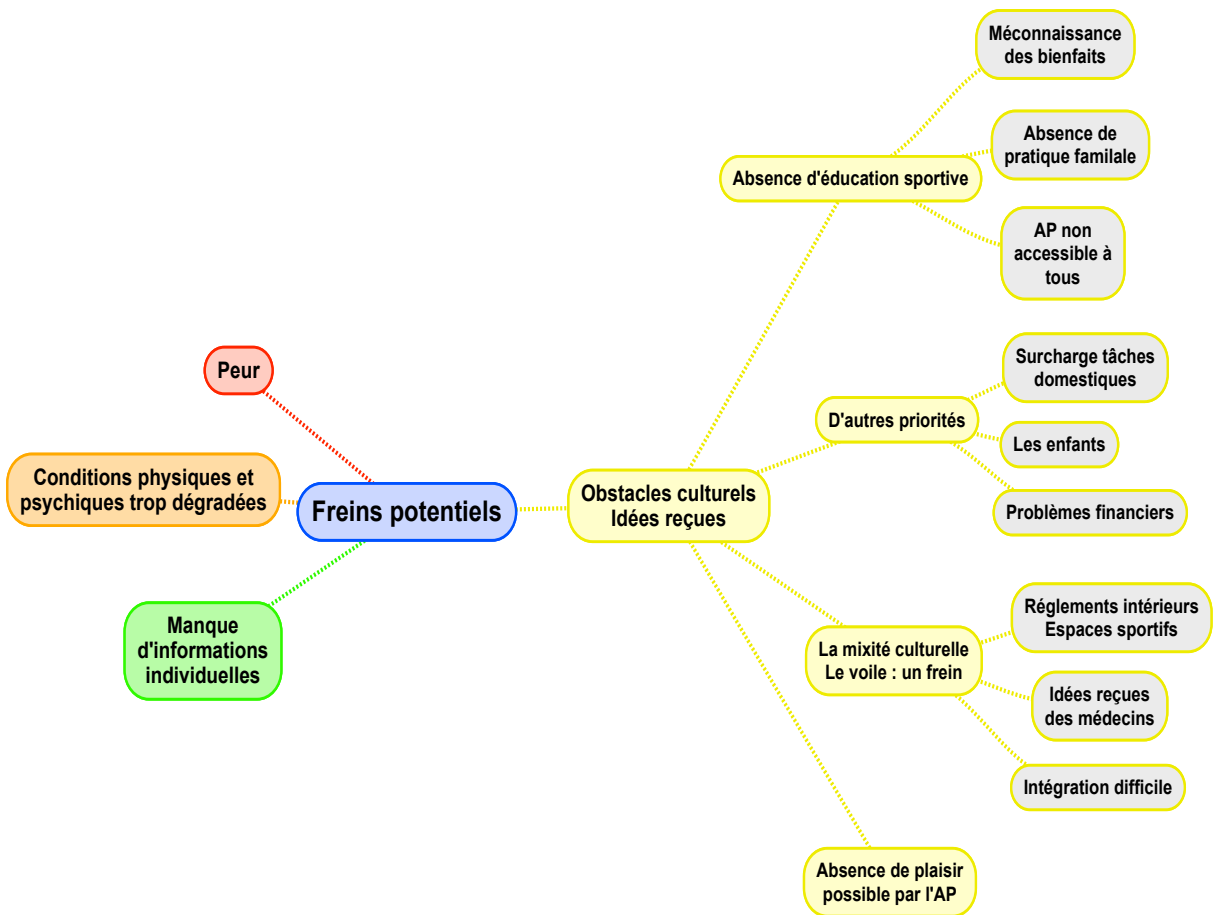 Méconnaissance
des bienfaits
Absence de
pratique familale
Absence d'éducation sportive
AP non
accessible à
tous
Peur
Surcharge tâches
domestiques
D'autres priorités
Les enfants
Problèmes financiers
Conditions physiques et
psychiques trop dégradées
Freins potentiels
Obstacles culturels
Idées reçues
Manque
d'informations
individuelles
Réglements intérieurs
Espaces sportifs
La mixité culturelle
Le voile : un frein
Idées reçues
des médecins
Intégration difficile
Absence de plaisir
possible par l'AP